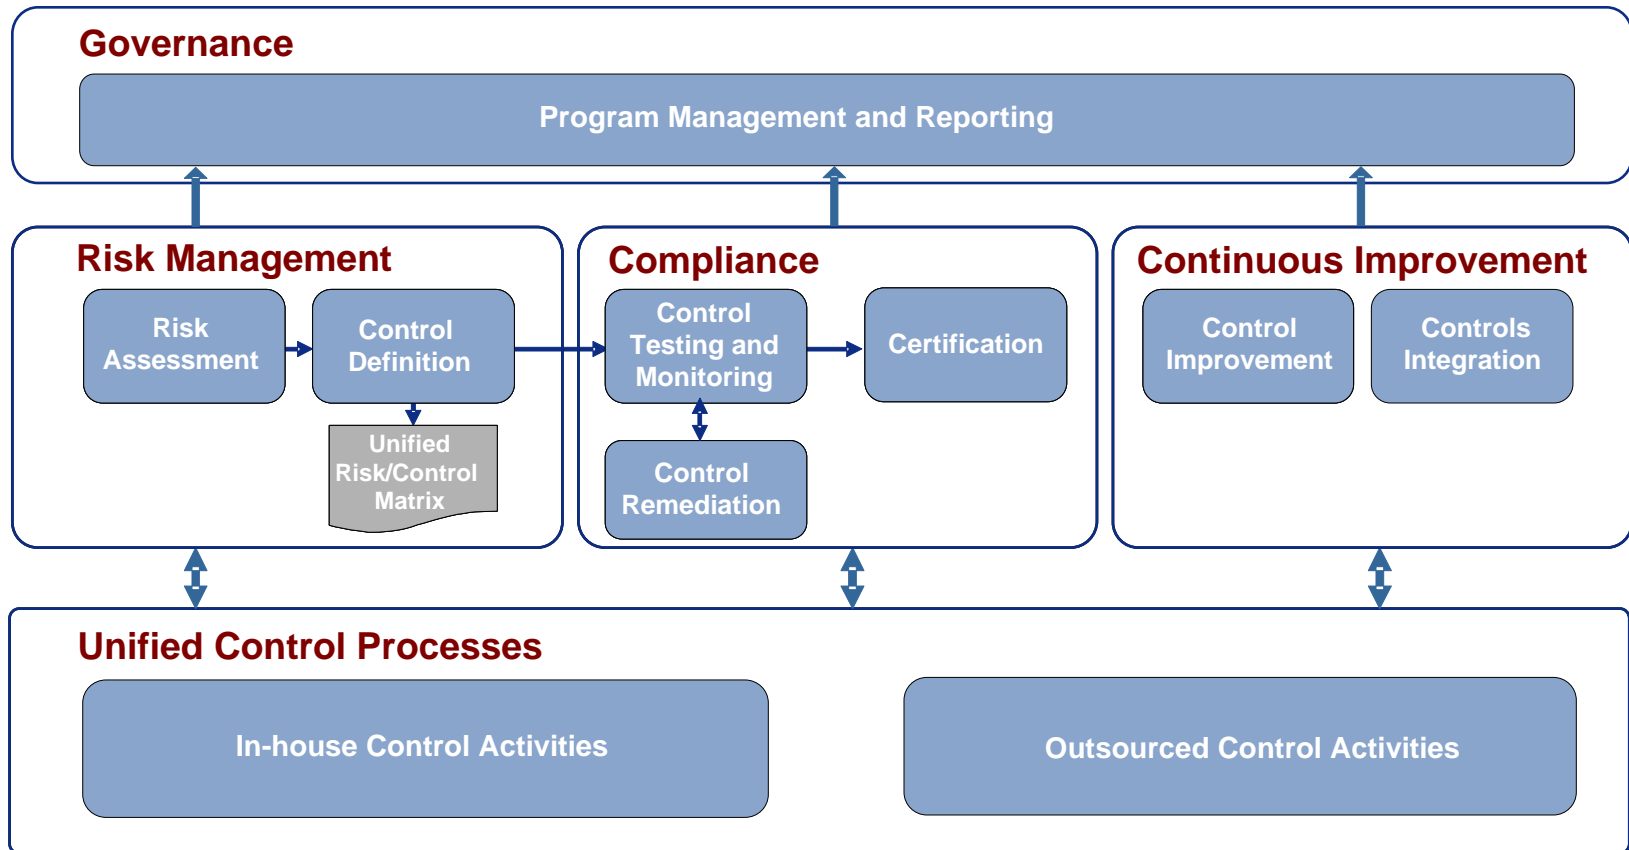 Governance
Program Management and Reporting
Risk Management
Risk
Assessment
Control
Definition
Unified
Risk/Control
Matrix
Compliance
Control
Testing and
Monitoring
Certification
Control
Remediation
Continuous Improvement
Control
Improvement
Controls
Integration
Unified Control Processes
In-house Control Activities
Outsourced Control Activities